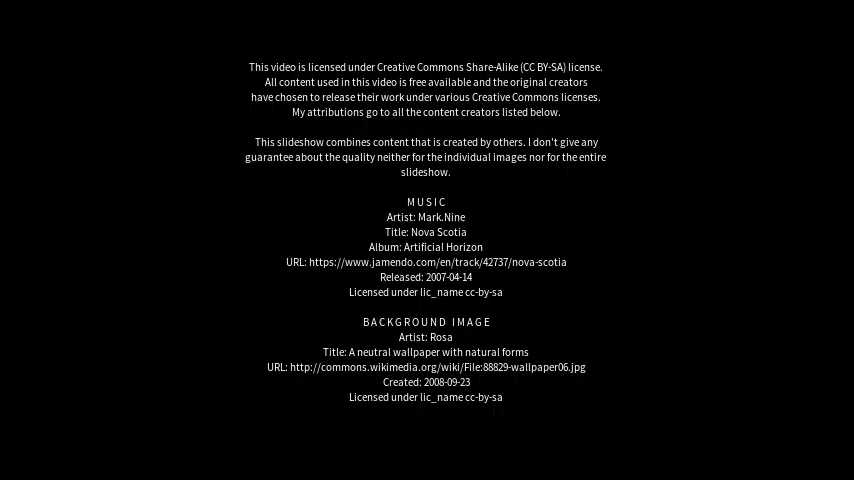 This video is licensed under Creative Commons Share-Alike (CC BY-SA) license.
All content used in this video is free available and the original creators
have chosen to release their work under various Creative Commons licenses.
My attributions go to all the content creators listed below.
This slideshow combines content that is created by others. I don't give any
guarantee about the quality neither for the individual images nor for the entire
slideshow.
MUSIC
Artist: Mark.Nine
Title: Nova Scotia
Album: Artificial Horizon
URL: https://www.jamendo.com/en/track/42737/nova-scotia
Released: 2007-04-14
Licensed under lic_name cc-by-sa
BACKGROUND IMAGE
Artist: Rosa
Title: A neutral wallpaper with natural forms
URL: http://commons.wikimedia.org/wiki/File:88829-wallpaper06.jpg
Created: 2008-09-23
Licensed under lic_name cc-by-sa